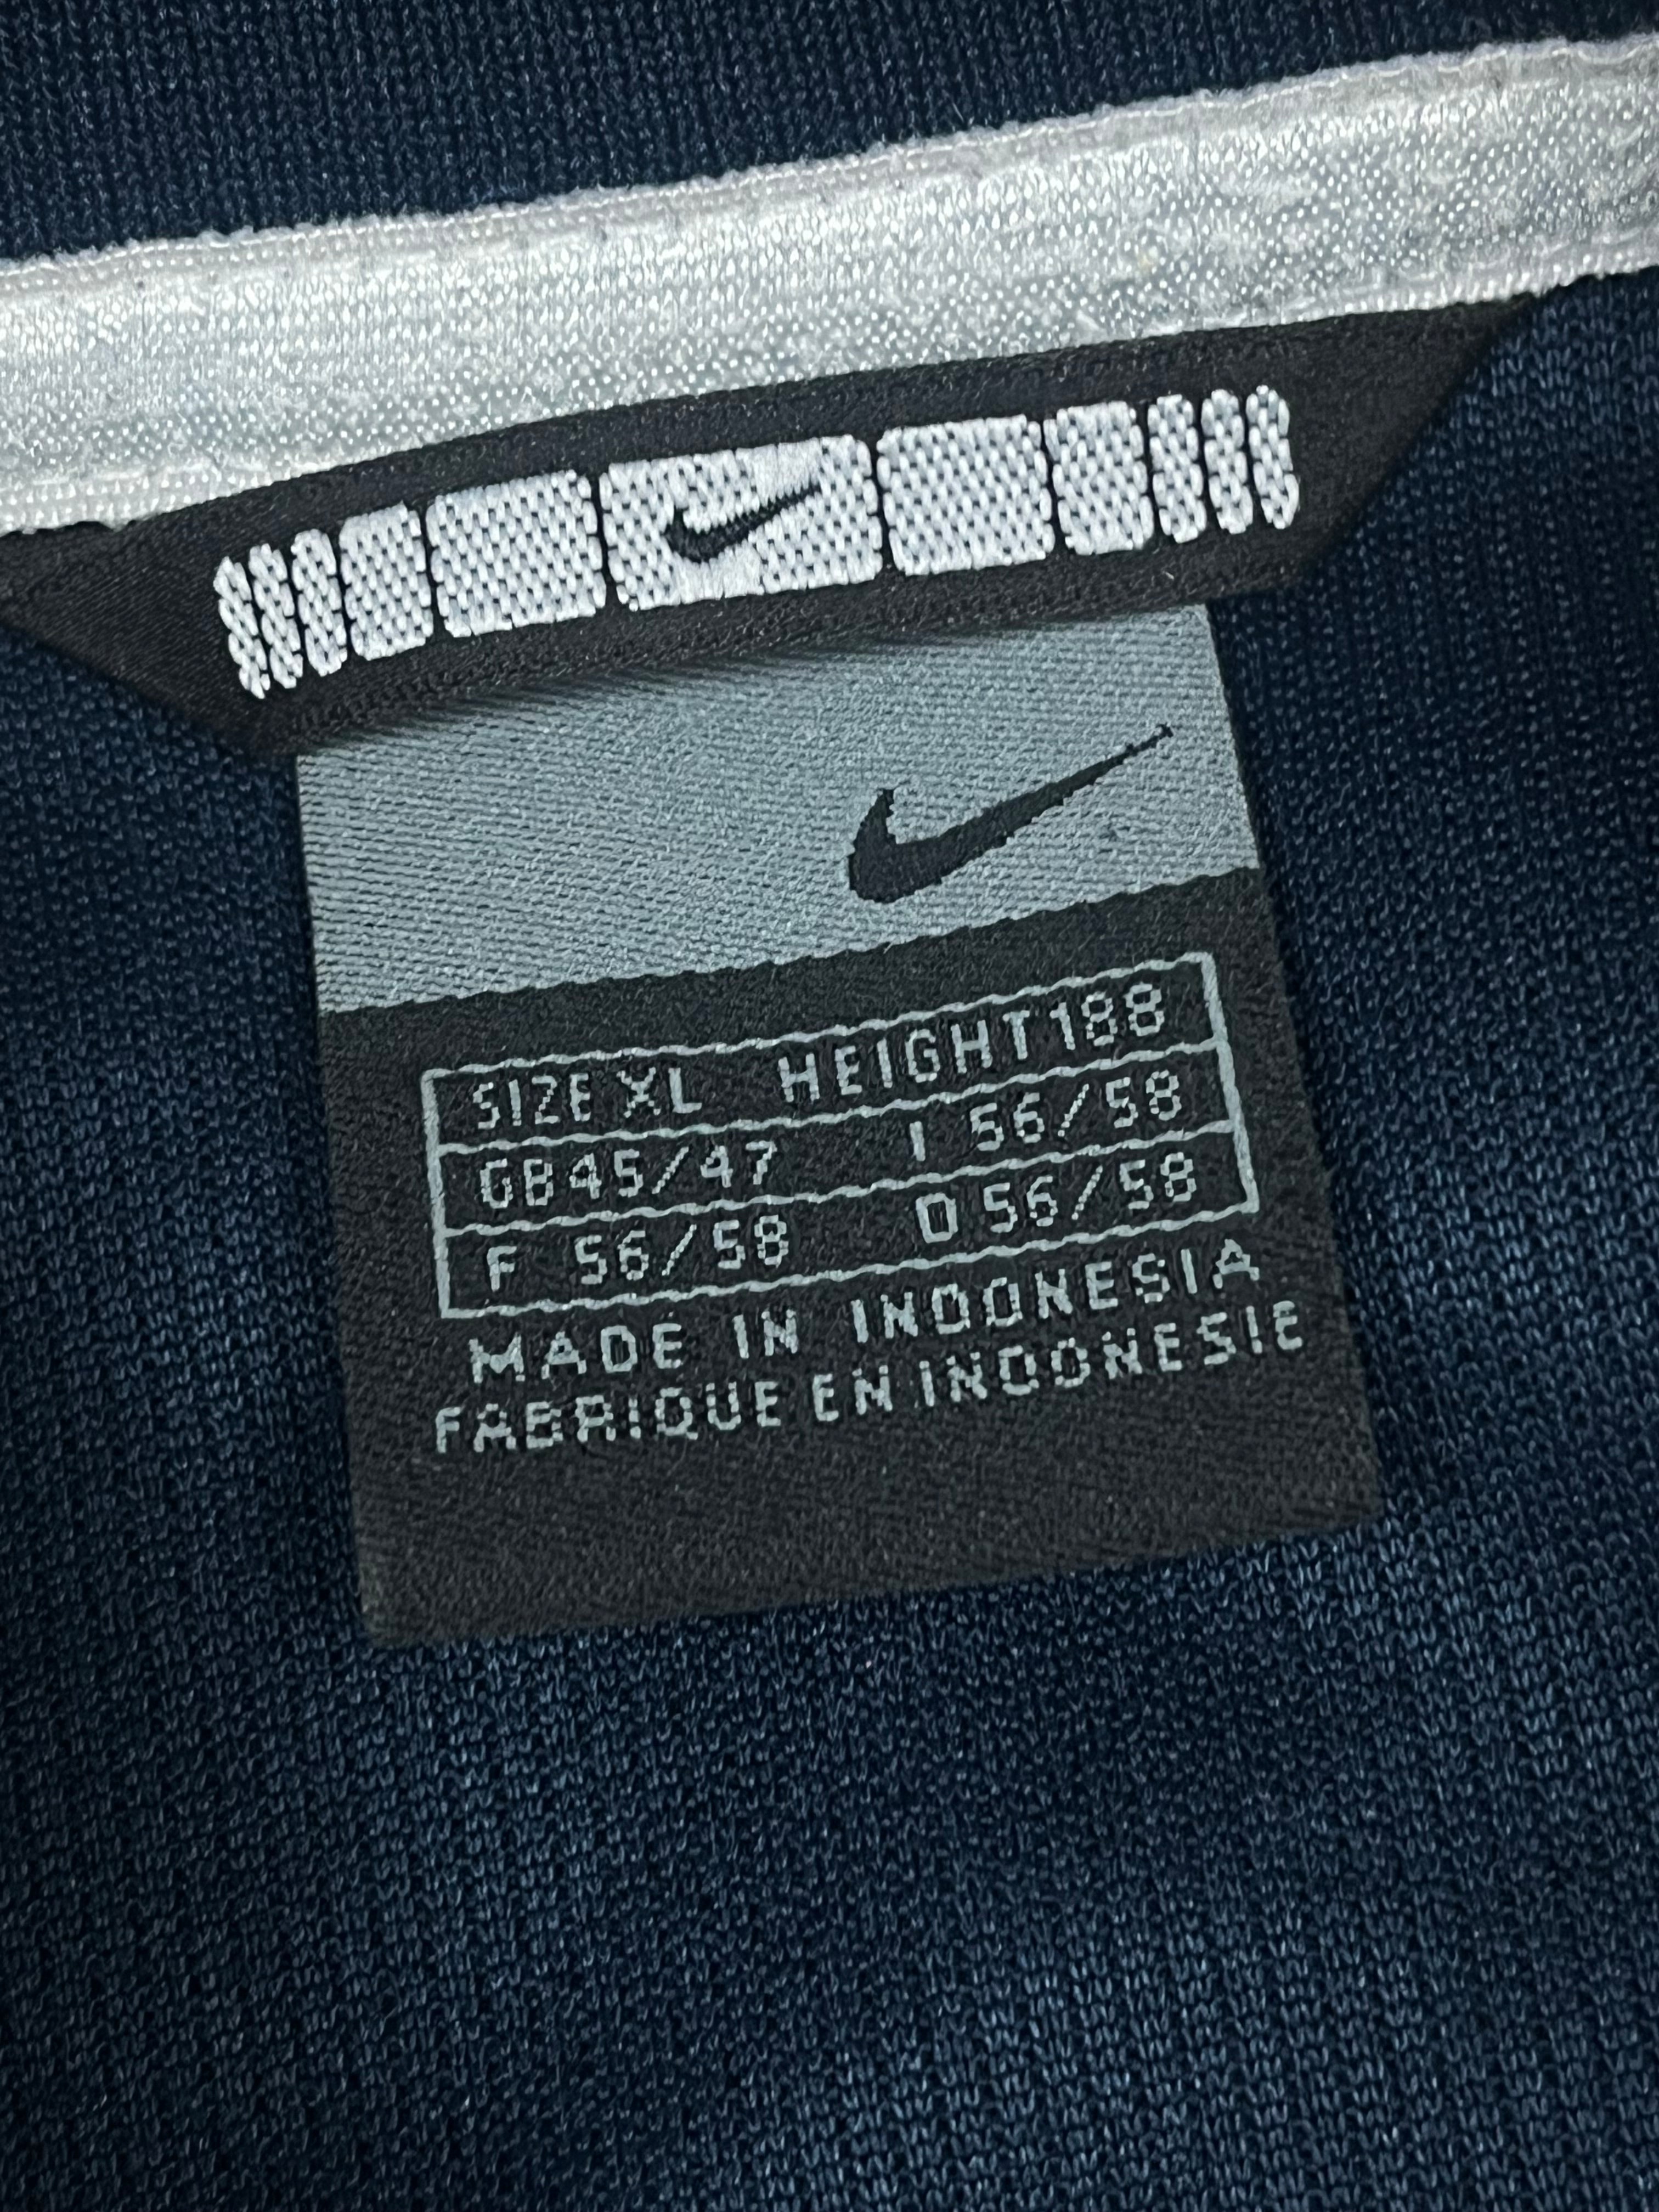 SIZE XL HEIGHT 188
GB 45/47 I 56/58
F 56/58 D 56/58
MADE IN INDONESIA
FABRIQUE EN INDONESIE